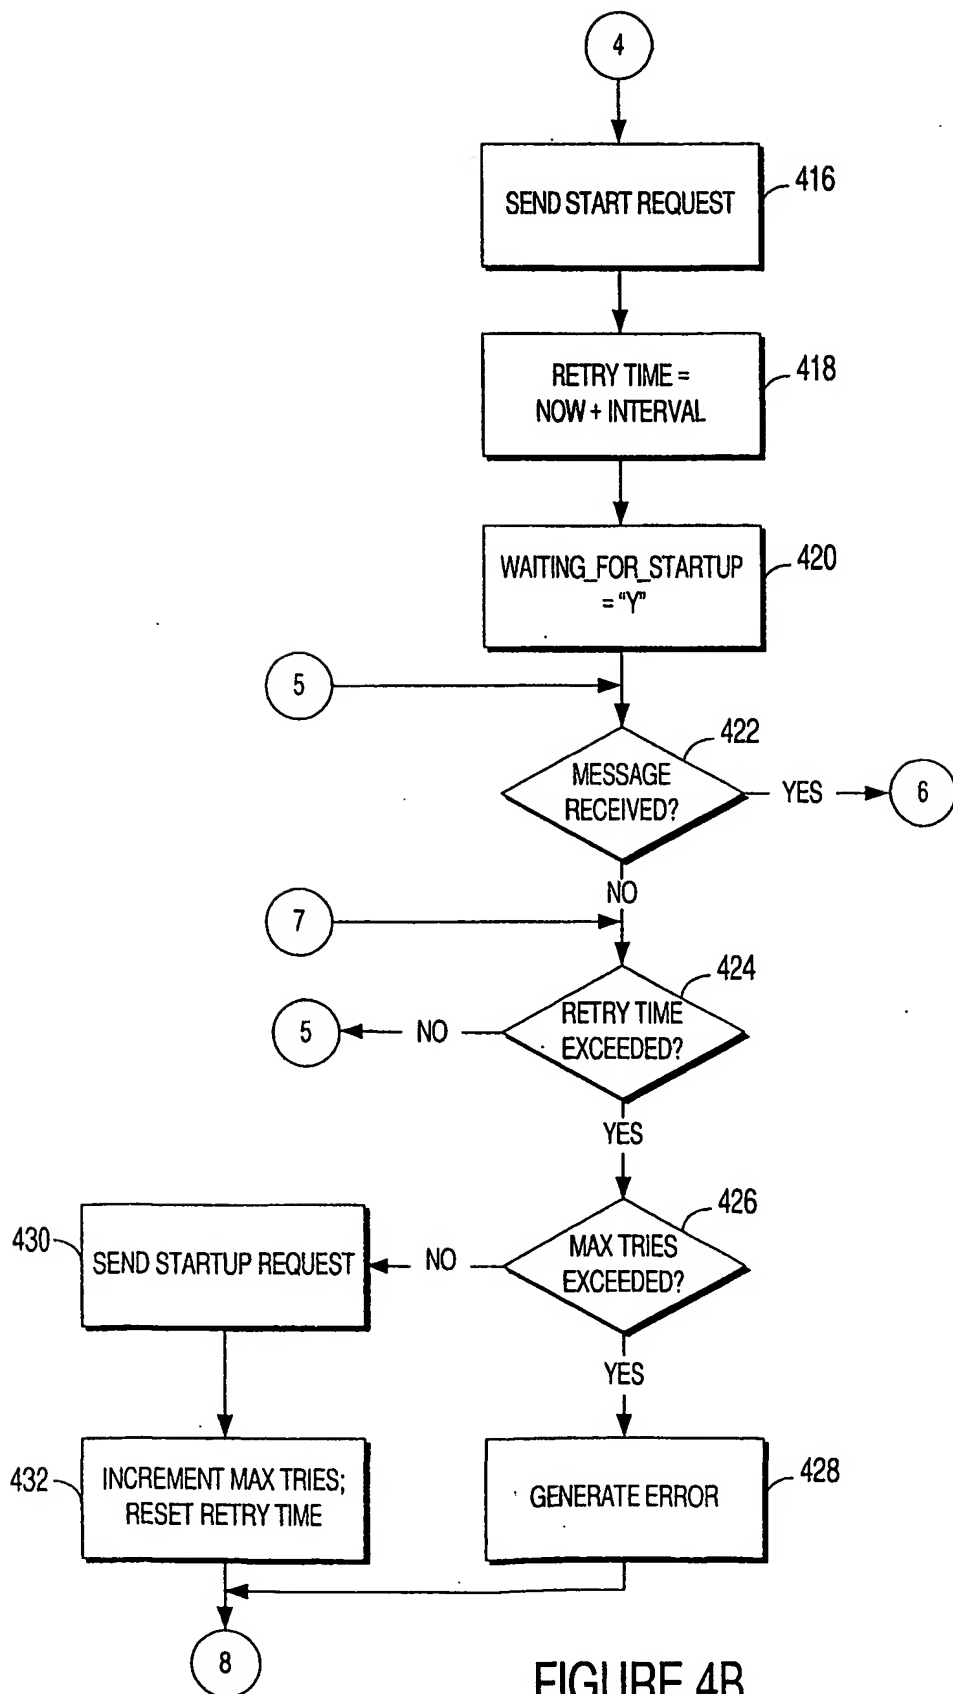 4
SEND START REQUEST
416
RETRY TIME =
NOW + INTERVAL
418
WAITING_FOR_STARTUP
= “Y”
420
5
422
MESSAGE
RECEIVED?
YES
6
NO
7
424
RETRY TIME
EXCEEDED?
NO
5
YES
426
MAX TRIES
EXCEEDED?
NO
430
SEND STARTUP REQUEST
YES
432
INCREMENT MAX TRIES;
RESET RETRY TIME
GENERATE ERROR
428
8
FIGURE 4B